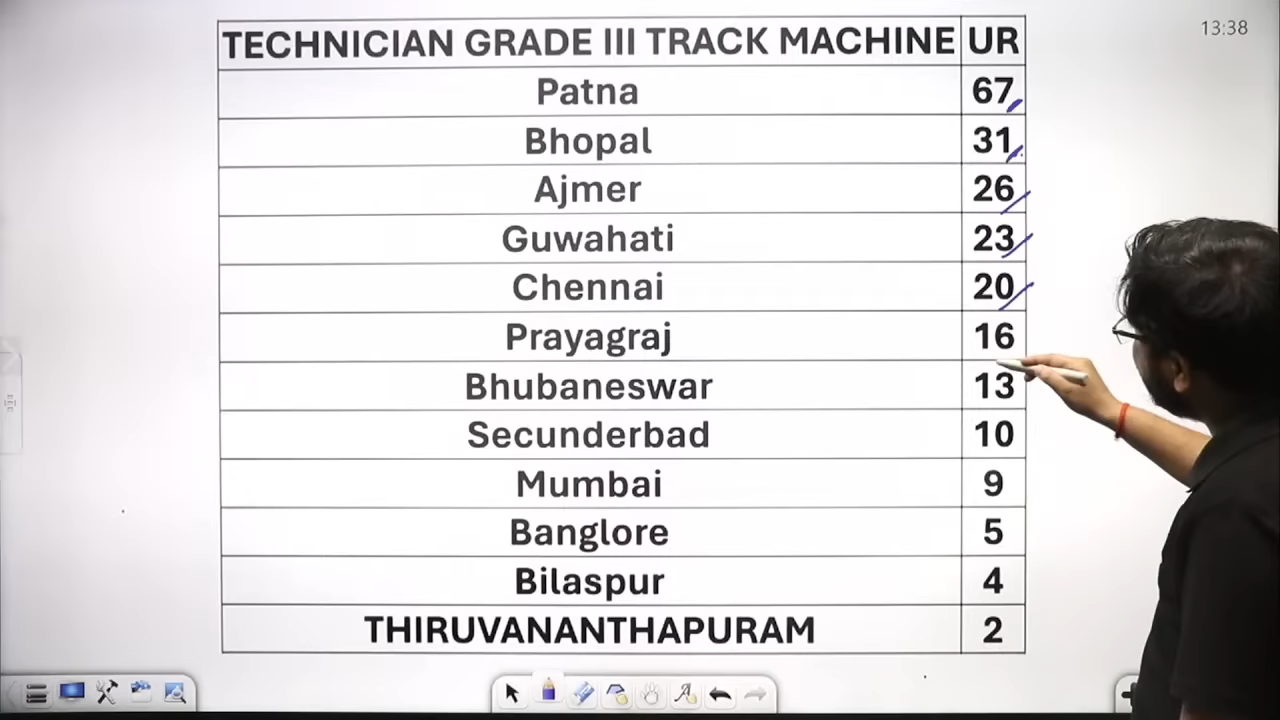 13:38
TECHNICIAN GRADE III TRACK MACHINE UR
Patna 67
Bhopal 31
Ajmer 26
Guwahati 23
Chennai 20
Prayagraj 16
Bhubaneswar 13
Secunderbad 10
Mumbai 9
Banglore 5
Bilaspur 4
THIRUVANANTHAPURAM 2